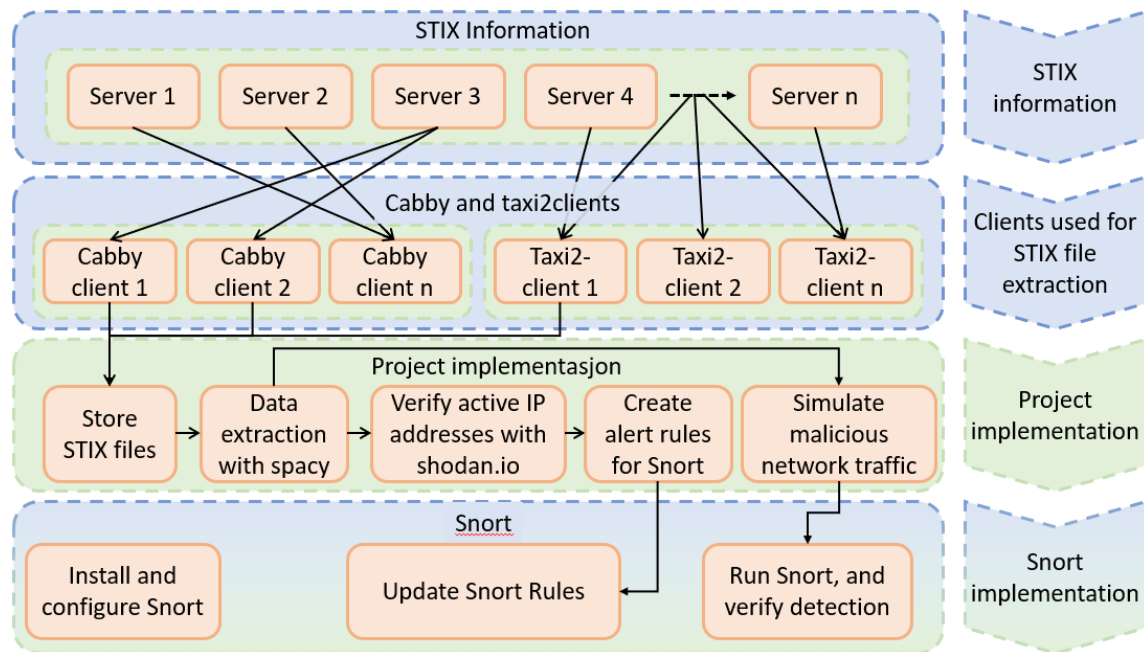 STIX Information
Server 1
Server 2
Server 3
Server 4
Server n
STIX
information
Cabby and taxi2clients
Cabby
client 1
Cabby
client 2
Cabby
client n
Taxi2-
client 1
Taxi2-
client 2
Taxi2-
client n
Clients used for
STIX file
extraction
Project implementasjon
Store
STIX files
Data
extraction
with spacy
Verify active IP
addresses with
shodan.io
Create
alert rules
for Snort
Simulate
malicious
network traffic
Project
implementation
Snort
Install and
configure Snort
Update Snort Rules
Run Snort, and
verify detection
Snort
implementation